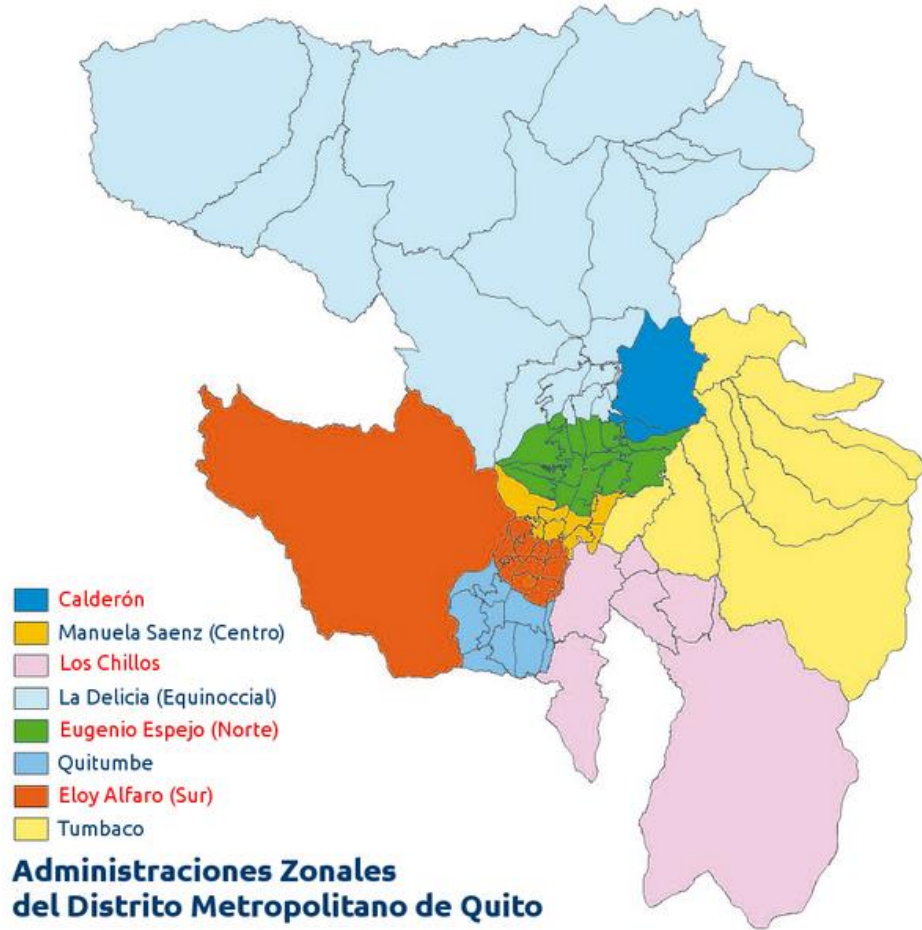 Calderón
Manuela Saenz (Centro)
Los Chillos
La Delicia (Equinoccial)
Eugenio Espejo (Norte)
Quitumbe
Eloy Alfaro (Sur)
Tumbaco
Administraciones Zonales
del Distrito Metropolitano de Quito